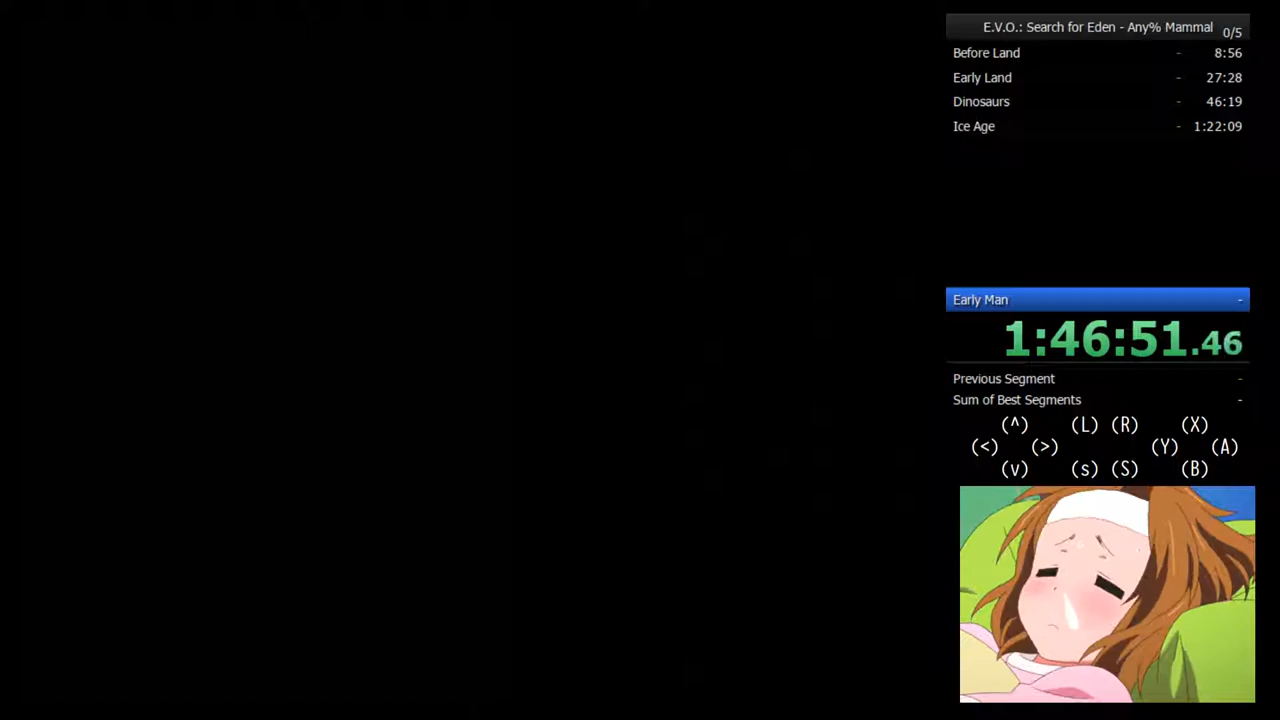 E.V.O.: Search for Eden - Any% Mammal 0/5
Before Land - 8:56
Early Land - 27:28
Dinosaurs - 46:19
Ice Age - 1:22:09
Early Man -
1:46:51.46
Previous Segment -
Sum of Best Segments -
(^) (L) (R) (X)
(<) (>) (Y) (A)
(v) (s) (S) (B)